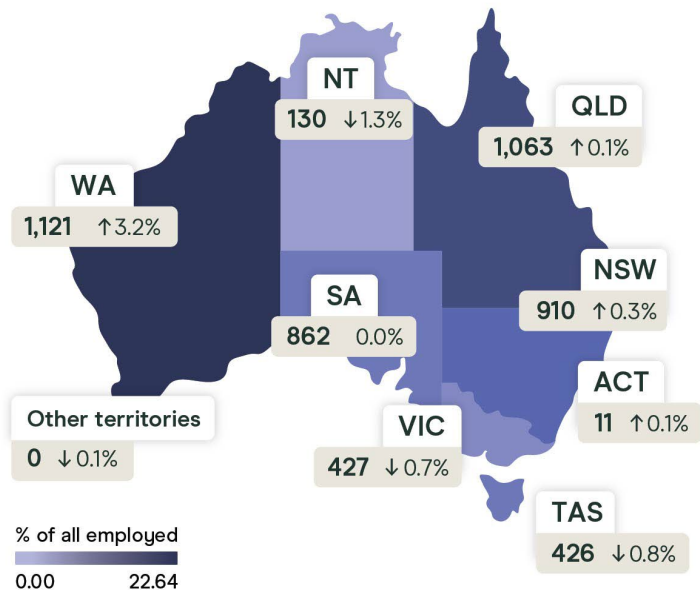 NT
130 ↓1.3%
QLD
1,063 ↑0.1%
WA
1,121 ↑3.2%
NSW
910 ↑0.3%
SA
862 0.0%
ACT
11 ↑0.1%
Other territories
0 ↓0.1%
VIC
427 ↓0.7%
TAS
426 ↓0.8%
% of all employed
0.00 22.64